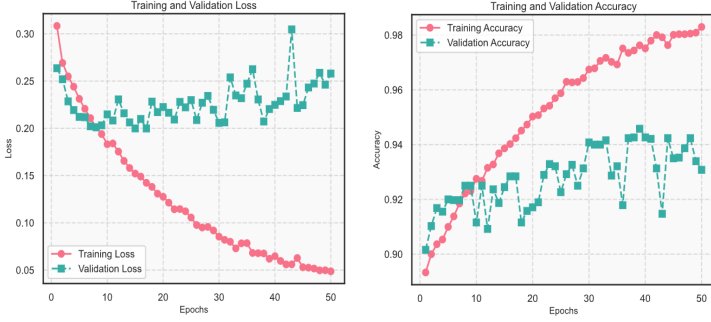 Training and Validation Loss
0.30
0.25
0.20
0.15
0.10
0.05
Loss
Training Loss
Validation Loss
0
10
20
30
40
50
Epochs
Training and Validation Accuracy
0.98
0.96
0.94
0.92
0.90
Accuracy
Training Accuracy
Validation Accuracy
0
10
20
30
40
50
Epochs